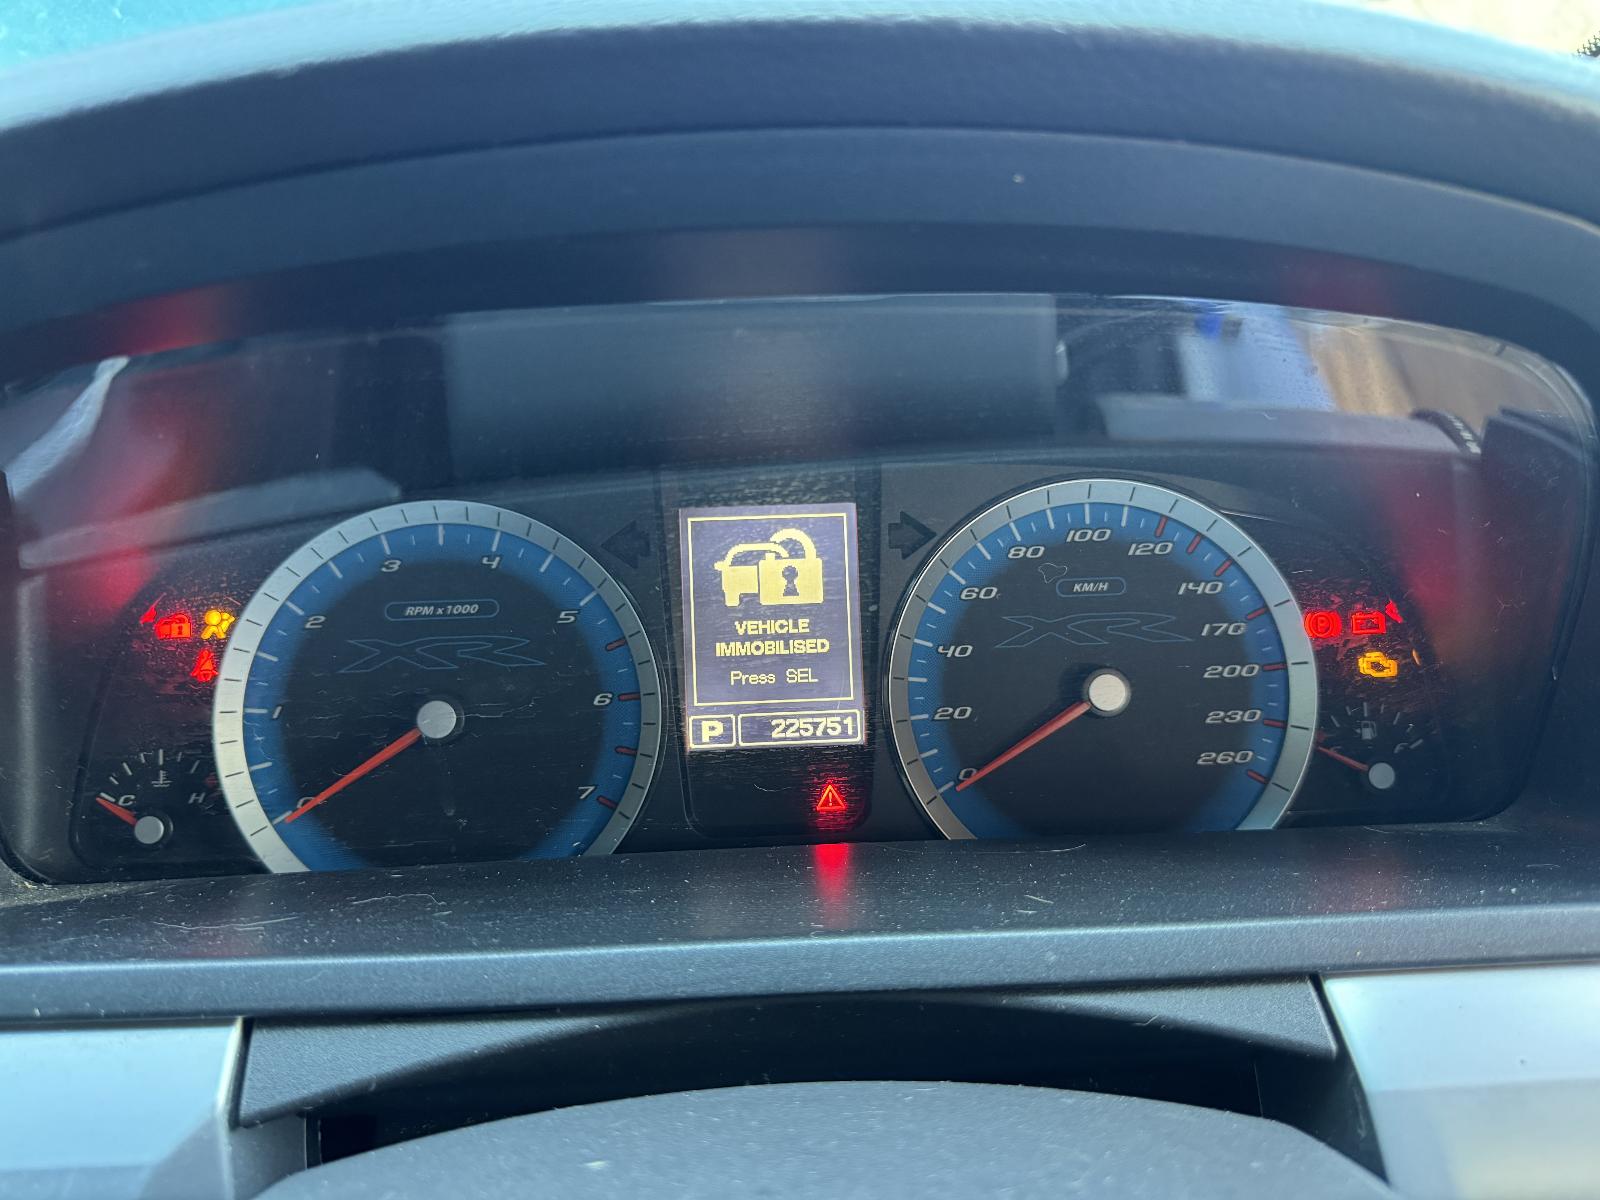 1
2
3
4
5
6
7
RPM x 1000
XR
C
H
VEHICLE
IMMOBILISED
Press SEL
P 225751
0
20
40
60
80
100
120
140
170
200
230
260
KM/H
XR
P